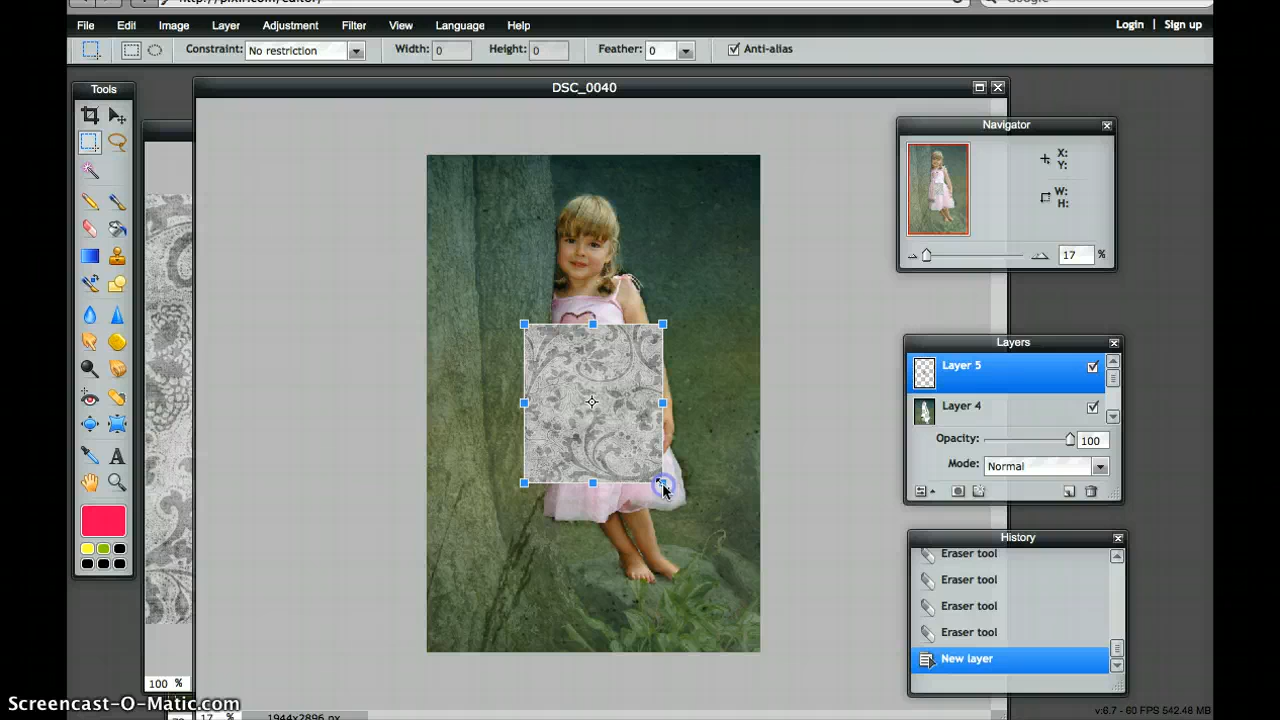 http://pixlr.com/editor/
Google
File Edit Image Layer Adjustment Filter View Language Help
Login | Sign up
Constraint: No restriction Width: 0 Height: 0 Feather: 0 Anti-alias
Tools
DSC_0040
Navigator
X:
Y:
W:
H:
17 %
Layers
Layer 5
Layer 4
Opacity: 100
Mode: Normal
History
Eraser tool
Eraser tool
Eraser tool
Eraser tool
New layer
A
100 %
17 % 1944x2896 px
Screencast-O-Matic.com
v:6.7 - 60 FPS 542.48 MB